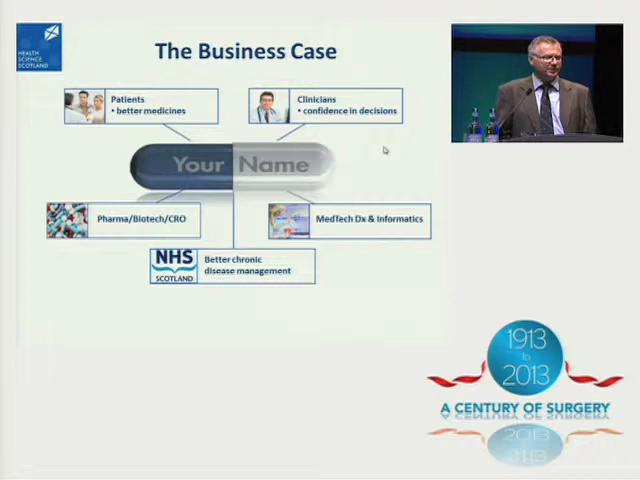 HEALTH
SCIENCE
SCOTLAND
The Business Case
Patients
• better medicines
Clinicians
• confidence in decisions
Your Name
Pharma/Biotech/CRO
MedTech Dx & Informatics
NHS
SCOTLAND
Better chronic
disease management
1913
to
2013
A CENTURY OF SURGERY